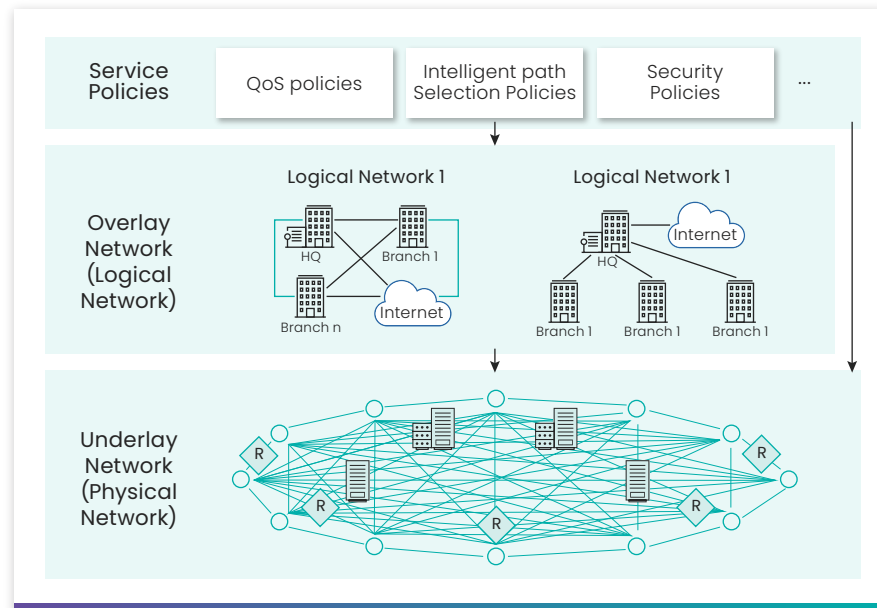 Service
Policies
QoS policies
Intelligent path
Selection Policies
Security
Policies
...
Overlay
Network
(Logical
Network)
Logical Network 1
HQ
Branch 1
Branch n
Internet
Logical Network 1
HQ
Internet
Branch 1
Branch 1
Branch 1
Underlay
Network
(Physical
Network)
R
R
R
R
R